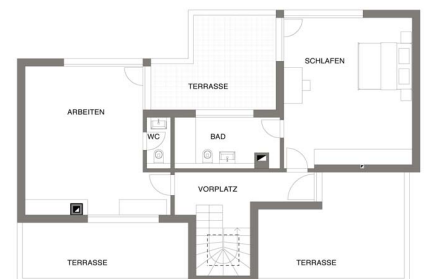 SCHLAFEN
TERRASSE
ARBEITEN
WC
BAD
VORPLATZ
TERRASSE
TERRASSE